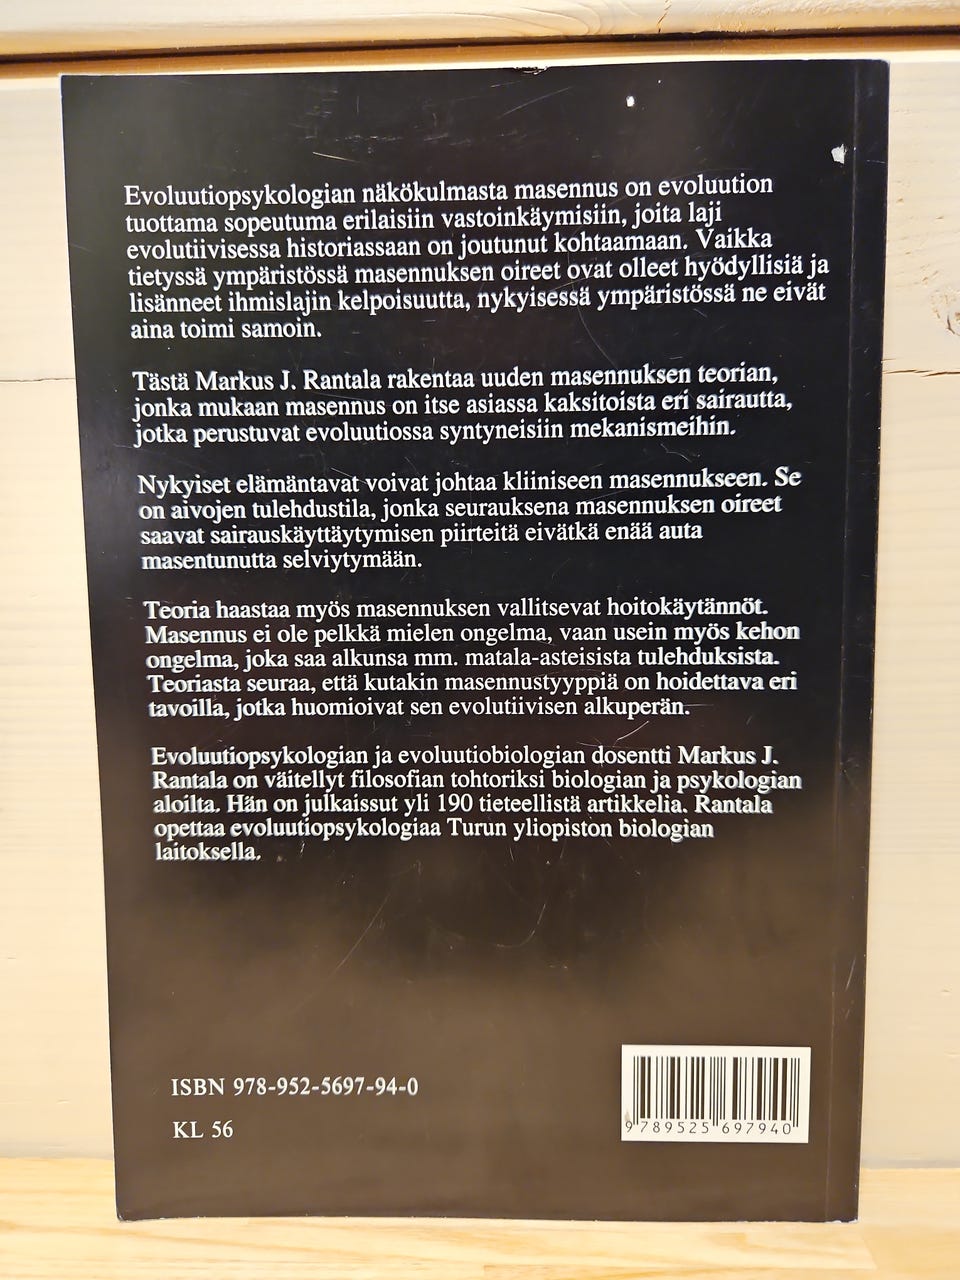 Evoluutiopsykologian näkökulmasta masennus on evoluution
tuottama sopeutuma erilaisiin vastoinkäymisiin, joita laji
evolutiivisessa historiassaan on joutunut kohtaamaan. Vaikka
tietyssä ympäristössä masennuksen oireet ovat olleet hyödyllisiä ja
lisänneet ihmislajin kelpoisuutta, nykyisessä ympäristössä ne eivät
aina toimi samoin.
Tästä Markus J. Rantala rakentaa uuden masennuksen teorian,
jonka mukaan masennus on itse asiassa kaksitoista eri sairautta,
jotka perustuvat evoluutiossa syntyneisiin mekanismeihin.
Nykyiset elämäntavat voivat johtaa kliiniseen masennukseen. Se
on aivojen tulehdustila, jonka seurauksena masennuksen oireet
saavat sairauskäyttäytymisen piirteitä eivätkä enää auta
masentunutta selviytymään.
Teoria haastaa myös masennuksen vallitsevat hoitokäytännöt.
Masennus ei ole pelkkä mielen ongelma, vaan usein myös kehon
ongelma, joka saa alkunsa mm. matala-asteisista tulehduksista.
Teoriasta seuraa, että kutakin masennustyyppiä on hoidettava eri
tavoilla, jotka huomioivat sen evolutiivisen alkuperän.
Evoluutiopsykologian ja evoluutiobiologian dosentti Markus J.
Rantala on väitellyt filosofian tohtoriksi biologian ja psykologian
aloilta. Hän on julkaissut yli 190 tieteellistä artikkelia. Rantala
opettaa evoluutiopsykologiaa Turun yliopiston biologian
laitoksella.
ISBN 978-952-5697-94-0
KL 56
9 789525 697940